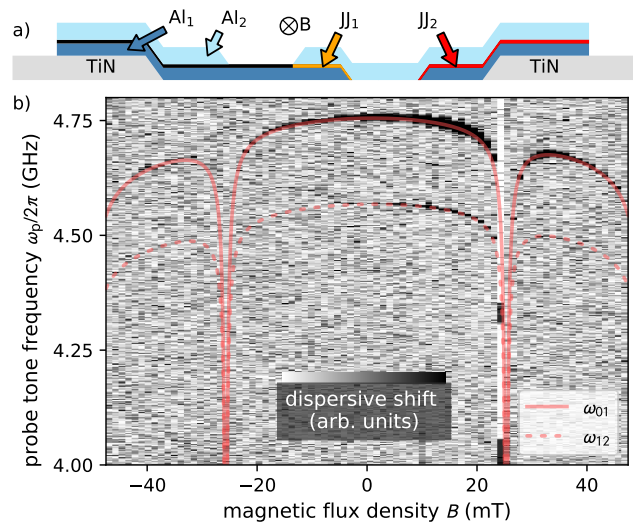 a)
Al₁
Al₂
⊗B
JJ₁
JJ₂
TiN
TiN
b)
probe tone frequency ωₚ/2π (GHz)
4.75
4.50
4.25
4.00
dispersive shift
(arb. units)
ω₀₁
ω₁₂
−40
−20
0
20
40
magnetic flux density B (mT)